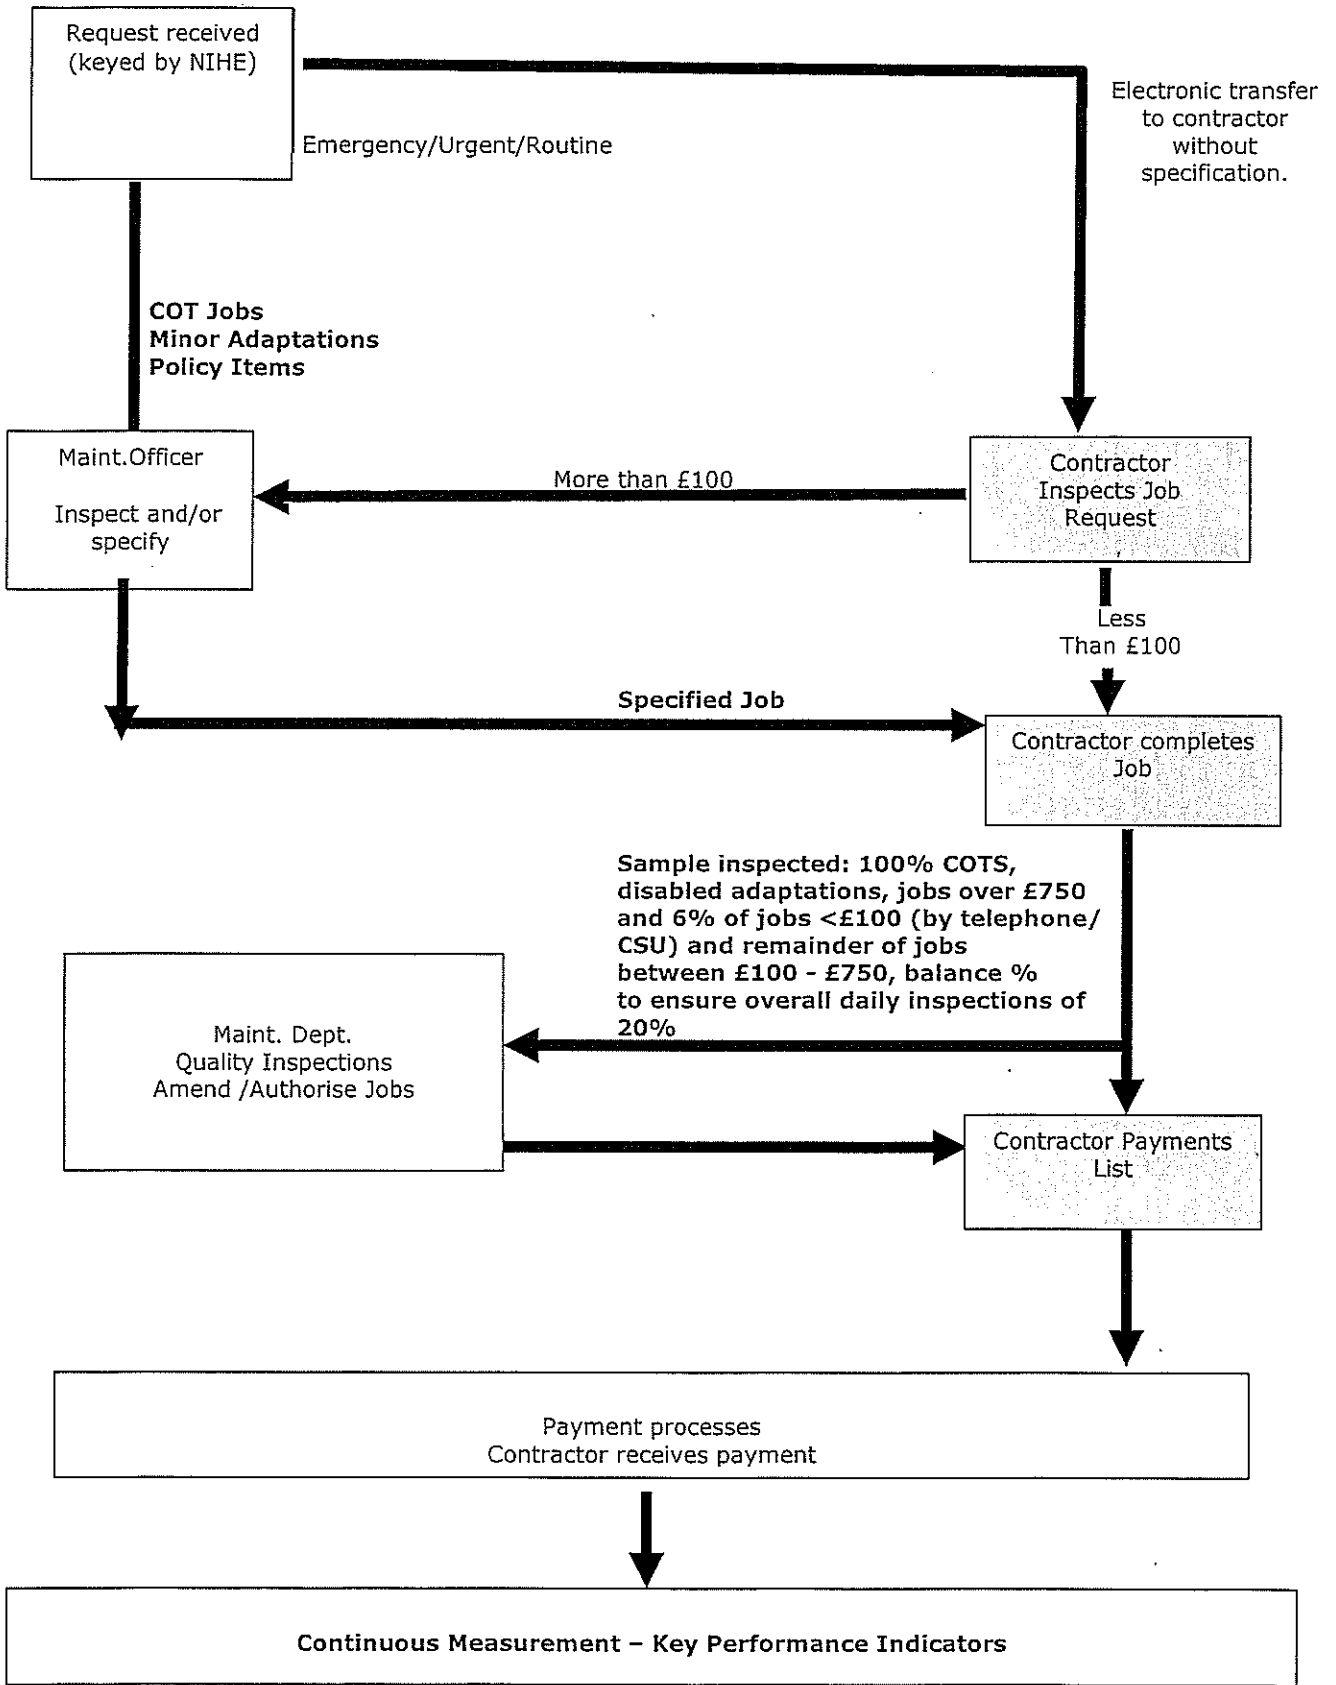 Request received
(keyed by NIHE)
Emergency/Urgent/Routine
Electronic transfer
to contractor
without
specification.
COT Jobs
Minor Adaptations
Policy Items
Maint.Officer
Inspect and/or
specify
More than £100
Contractor
Inspects Job
Request
Less
Than £100
Specified Job
Contractor completes
Job
Sample inspected: 100% COTS,
disabled adaptations, jobs over £750
and 6% of jobs <£100 (by telephone/
CSU) and remainder of jobs
between £100 - £750, balance %
to ensure overall daily inspections of
20%
Maint. Dept.
Quality Inspections
Amend /Authorise Jobs
Contractor Payments
List
Payment processes
Contractor receives payment
Continuous Measurement – Key Performance Indicators